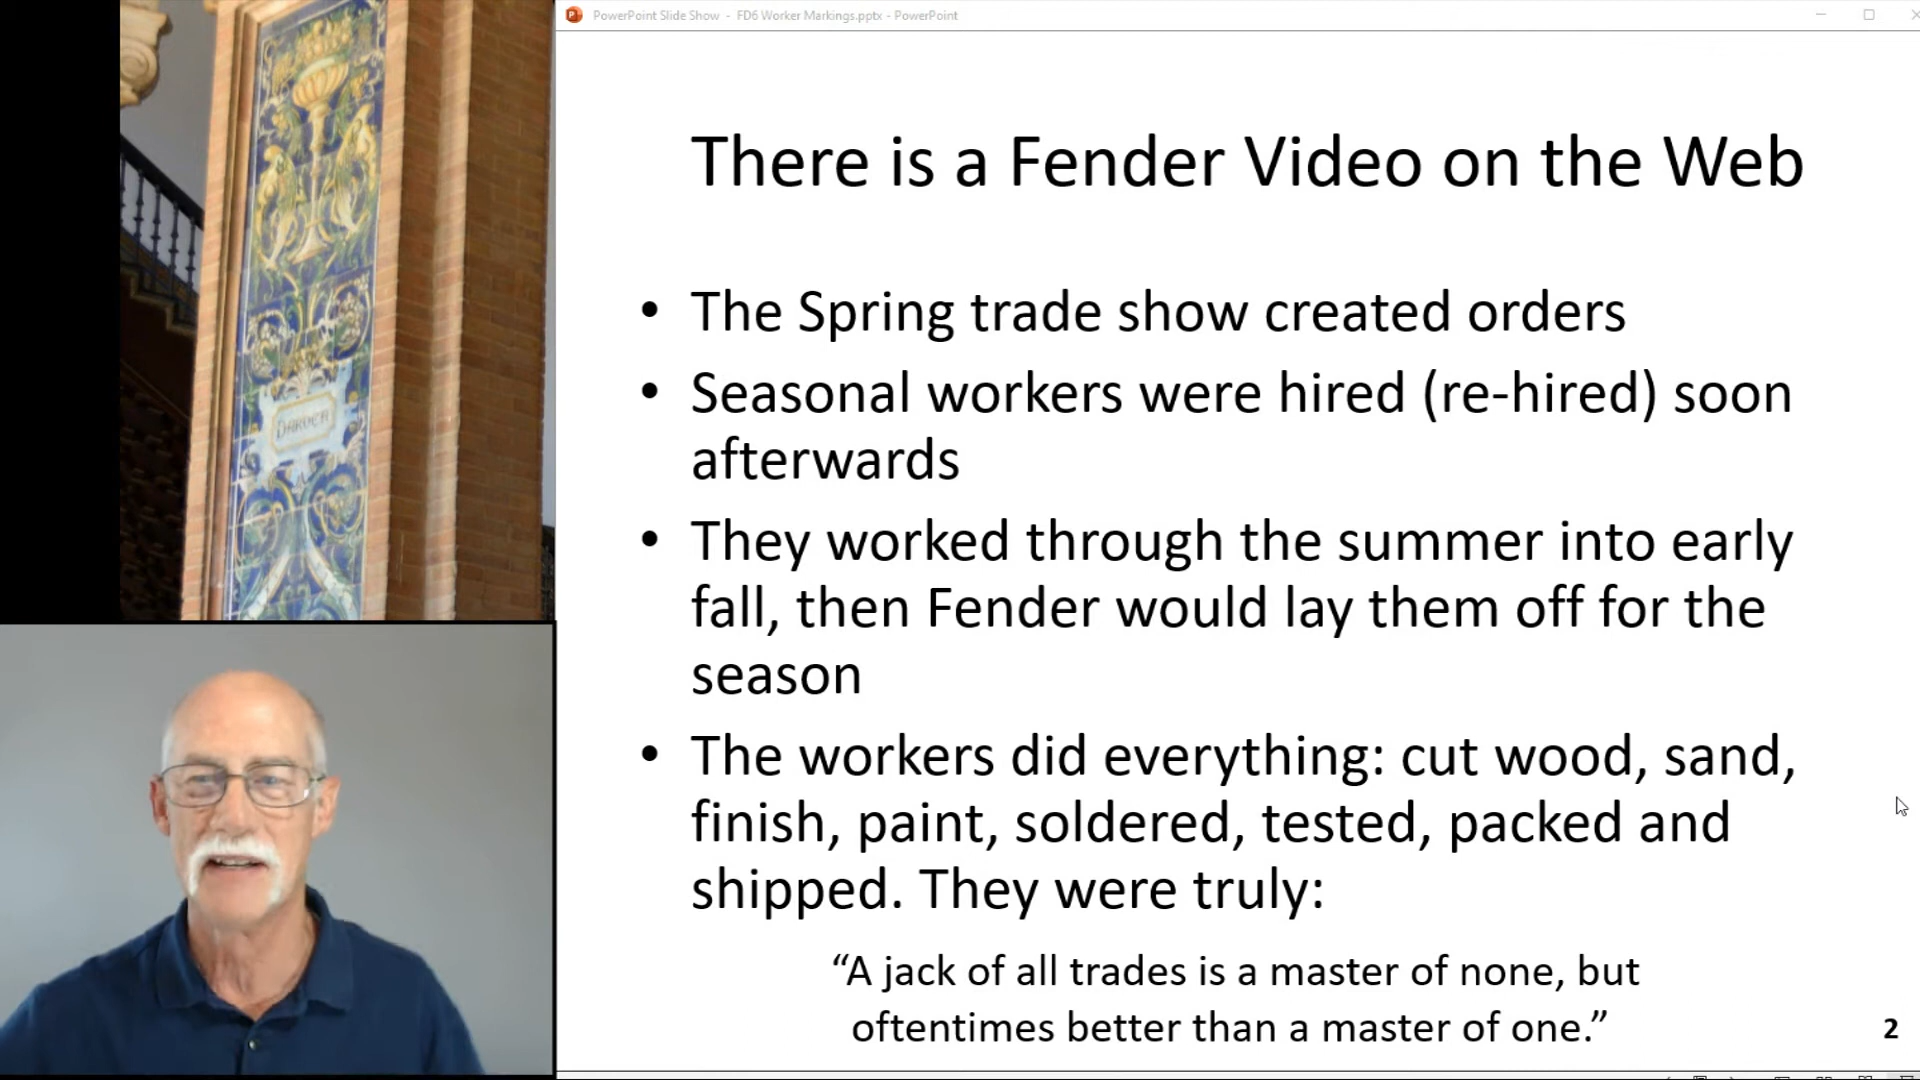 PowerPoint Slide Show - FD6 Worker Markings.pptx - PowerPoint
There is a Fender Video on the Web
• The Spring trade show created orders
• Seasonal workers were hired (re-hired) soon
afterwards
• They worked through the summer into early
fall, then Fender would lay them off for the
season
• The workers did everything: cut wood, sand,
finish, paint, soldered, tested, packed and
shipped. They were truly:
“A jack of all trades is a master of none, but
oftentimes better than a master of one.”
2
DARDER